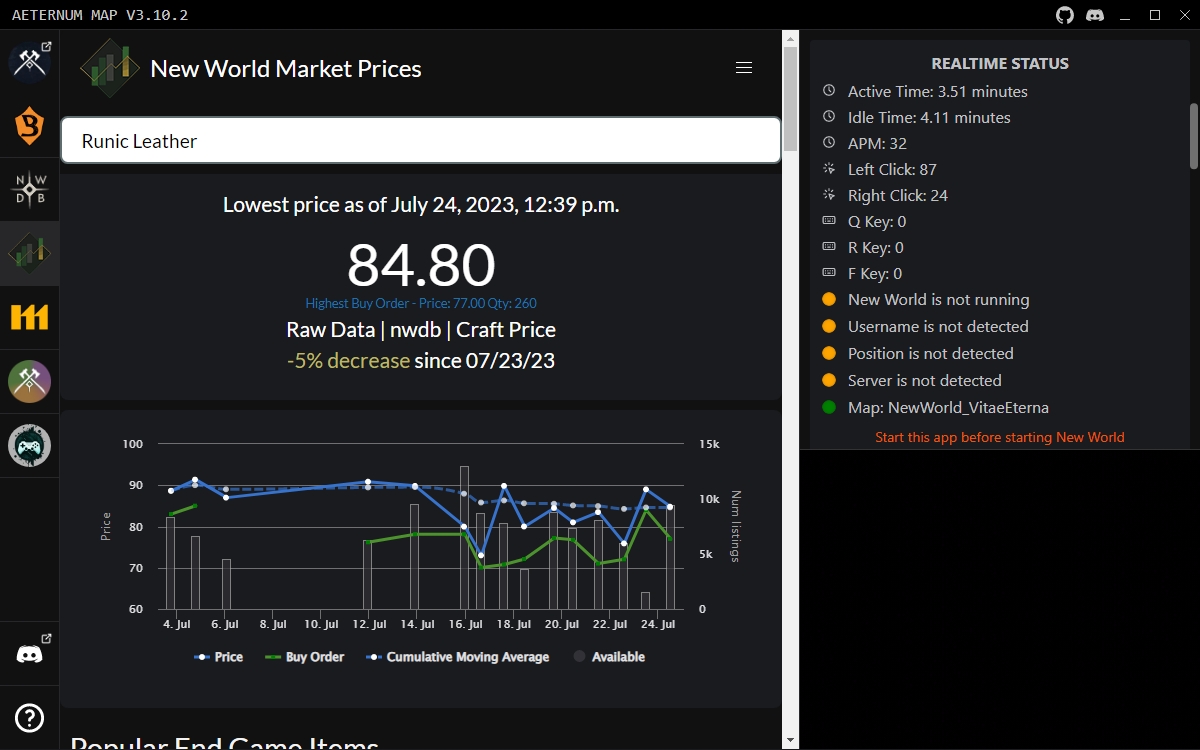 AETERNUM MAP V3.10.2
New World Market Prices
Runic Leather
Lowest price as of July 24, 2023, 12:39 p.m.
84.80
Highest Buy Order - Price: 77.00 Qty: 260
Raw Data | nwdb | Craft Price
-5% decrease since 07/23/23
100
90
80
70
60
Price
15k
10k
5k
0
Num listings
4. Jul 6. Jul 8. Jul 10. Jul 12. Jul 14. Jul 16. Jul 18. Jul 20. Jul 22. Jul 24. Jul
Price Buy Order Cumulative Moving Average Available
Popular End Game Items
B
N W
D B
REALTIME STATUS
Active Time: 3.51 minutes
Idle Time: 4.11 minutes
APM: 32
Left Click: 87
Right Click: 24
Q Key: 0
R Key: 0
F Key: 0
New World is not running
Username is not detected
Position is not detected
Server is not detected
Map: NewWorld_VitaeEterna
Start this app before starting New World